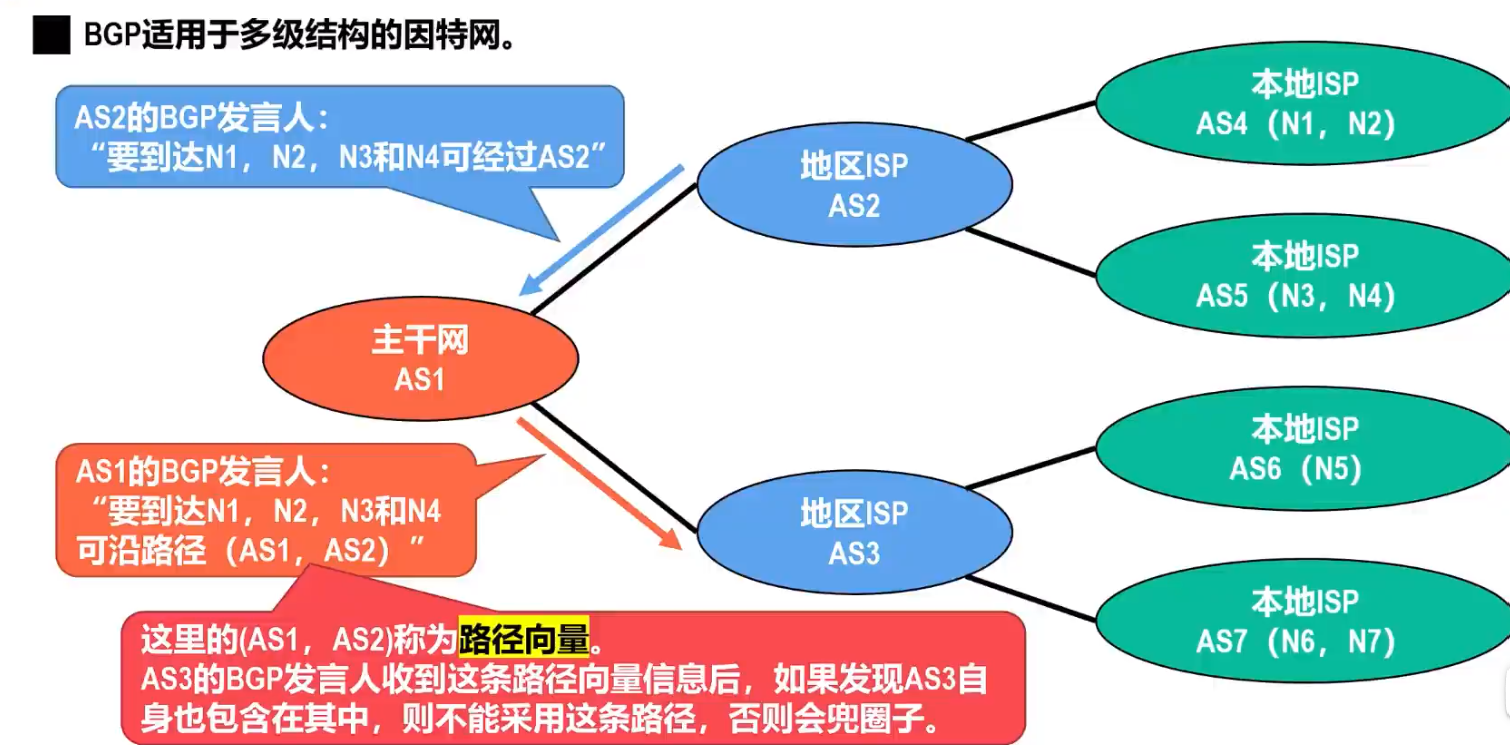 BGP适用于多级结构的因特网。
AS2的BGP发言人：
“要到达N1，N2，N3和N4可经过AS2”
地区ISP
AS2
本地ISP
AS4（N1，N2）
本地ISP
AS5（N3，N4）
主干网
AS1
AS1的BGP发言人：
“要到达N1，N2，N3和N4
可沿路径（AS1，AS2）”
地区ISP
AS3
本地ISP
AS6（N5）
本地ISP
AS7（N6，N7）
这里的(AS1，AS2)称为路径向量。
AS3的BGP发言人收到这条路径向量信息后，如果发现AS3自
身也包含在其中，则不能采用这条路径，否则会兜圈子。